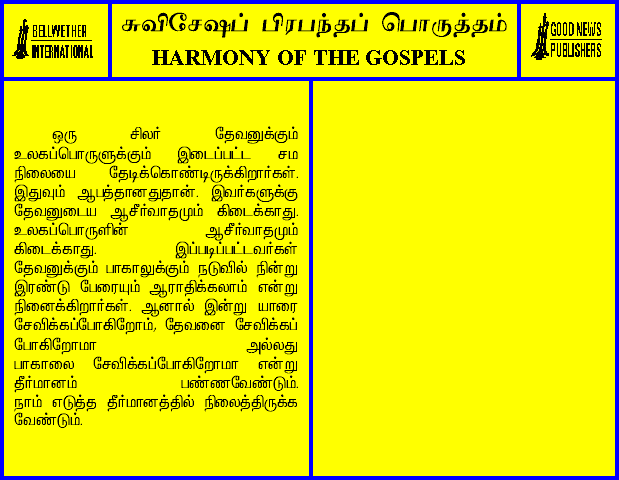 BELLWETHER
INTERNATIONAL
சுவிசேஷப் பிரபந்தப் பொருத்தம்
HARMONY OF THE GOSPELS
GOOD NEWS
PUBLISHERS
ஒரு சிலர் தேவனுக்கும்
உலகப்பொருளுக்கும் இடைப்பட்ட சம
நிலையை தேடிக்கொண்டிருக்கிறார்கள்.
இதுவும் ஆபத்தானதுதான். இவர்களுக்கு
தேவனுடைய ஆசீர்வாதமும் கிடைக்காது.
உலகப்பொருளின் ஆசீர்வாதமும்
கிடைக்காது. இப்படிப்பட்டவர்கள்
தேவனுக்கும் பாகாலுக்கும் நடுவில் நின்று
இரண்டு பேரையும் ஆராதிக்கலாம் என்று
நினைக்கிறார்கள். ஆனால் இன்று யாரை
சேவிக்கப்போகிறோம், தேவனை சேவிக்கப்
போகிறோமா அல்லது
பாகாலை சேவிக்கப்போகிறோமா என்று
தீர்மானம் பண்ணவேண்டும்.
நாம் எடுத்த தீர்மானத்தில் நிலைத்திருக்க
வேண்டும்.